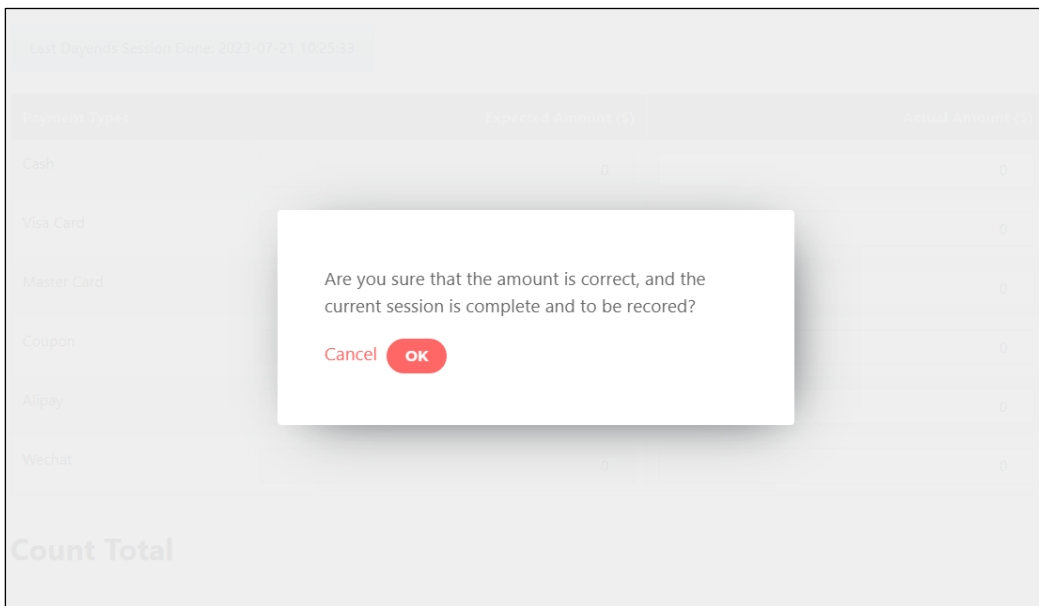 Last Dayends Session Done 2023-07-21 10:25:33
Payment Types Expected Amount ($) Actual Amount ($)
Cash 0 0
Visa Card 0
Master Card 0
Are you sure that the amount is correct, and the
current session is complete and to be recored?
Coupon 0
Cancel OK
Alipay 0
Wechat 0 0
Count Total